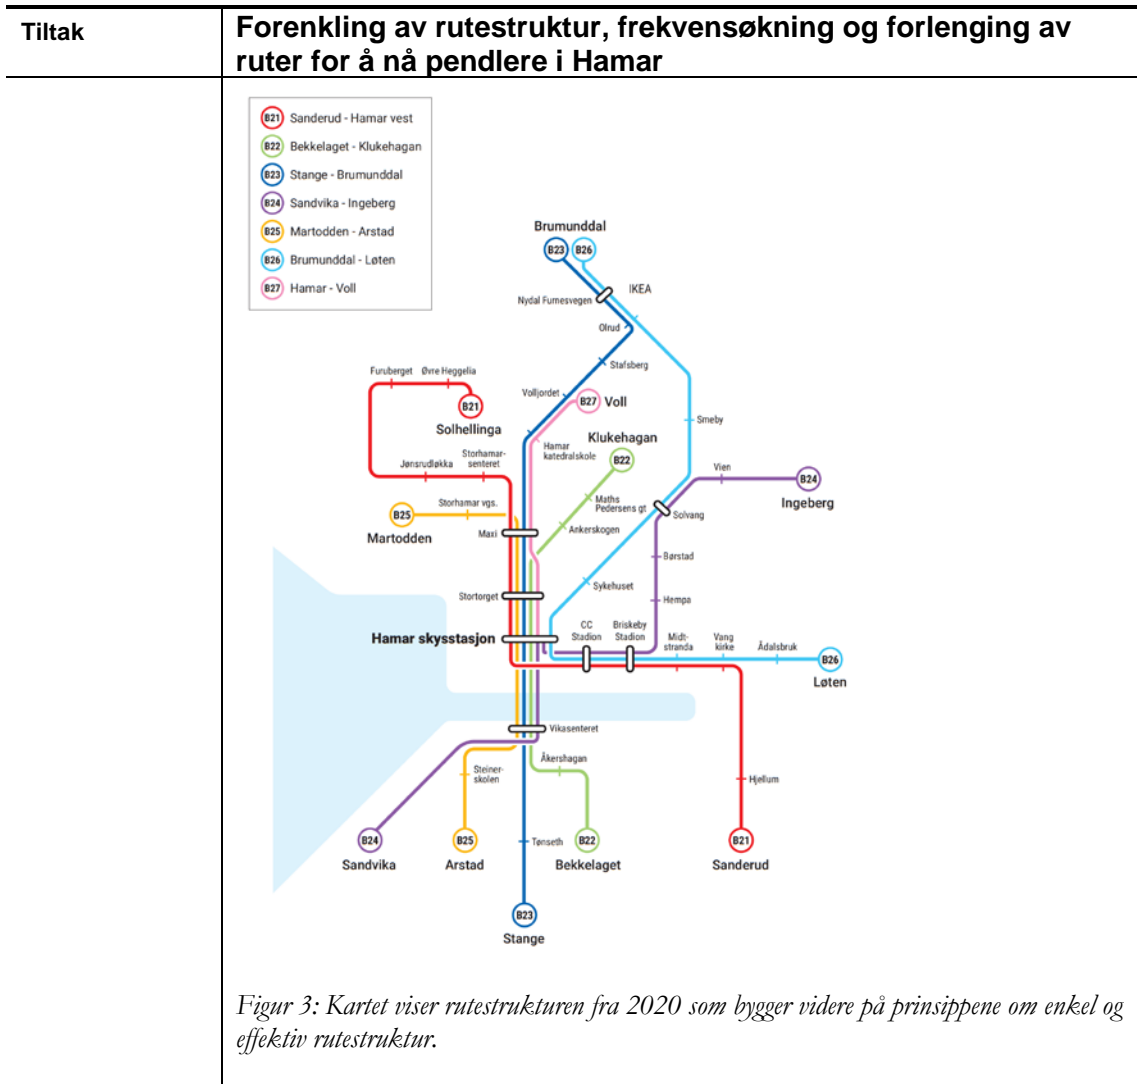 Tiltak
Forenkling av rutestruktur, frekvensøkning og forlenging av
ruter for å nå pendlere i Hamar
B21 Sanderud - Hamar vest
B22 Bekkelaget - Klukehagan
B23 Stange - Brumunddal
B24 Sandvika - Ingeberg
B25 Martodden - Arstad
B26 Brumunddal - Løten
B27 Hamar - Voll
Brumunddal
B23 B26
IKEA
Nydal Furnesvegen
Olrud
Stafsberg
Furuberget Øvre Heggelia
Volljordet
B27 Voll
B21
Solhellinga
Smeby
Klukehagan
Hamar
katedralskole
B22
Jønsrudløkka
Storhamar-
senteret
Vien
B24
Ingeberg
Storhamar vgs.
Maths
Pedersens gt
B25
Martodden
Solvang
Maxi
Ankerskogen
Børstad
Sykehuset
Stortorget
Hempa
Hamar skysstasjon
CC
Stadion
Briskeby
Stadion
Midt-
stranda
Vang
kirke
Ådalsbruk
B26
Løten
Vikasenteret
Åkershagan
Steiner-
skolen
Hjellum
B24
Sandvika
B25
Arstad
Tønseth
B22
Bekkelaget
B21
Sanderud
B23
Stange
Figur 3: Kartet viser rutestrukturen fra 2020 som bygger videre på prinsippene om enkel og
effektiv rutestruktur.